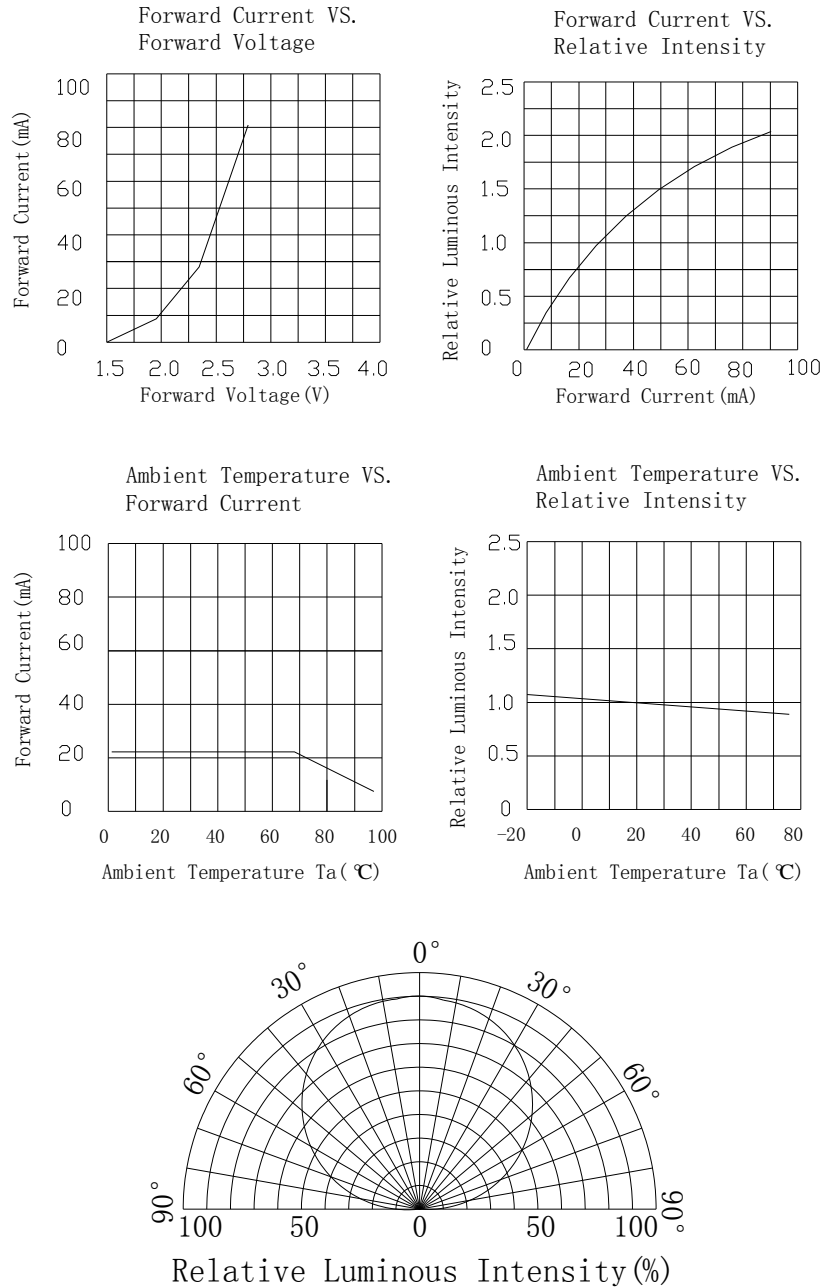 Forward Current VS.
Forward Voltage
100
80
60
40
20
0
Forward Current(mA)
1.5 2.0 2.5 3.0 3.5 4.0
Forward Voltage(V)
Forward Current VS.
Relative Intensity
2.5
2.0
1.5
1.0
0.5
0
Relative Luminous Intensity
0 20 40 60 80 100
Forward Current(mA)
Ambient Temperature VS.
Forward Current
100
80
60
40
20
0
Forward Current(mA)
0 20 40 60 80 100
Ambient Temperature Ta(℃)
Ambient Temperature VS.
Relative Intensity
2.5
2.0
1.5
1.0
0.5
0
Relative Luminous Intensity
-20 0 20 40 60 80
Ambient Temperature Ta(℃)
0°
30° 30°
60° 60°
90° 90°
100 50 0 50 100
Relative Luminous Intensity(%)